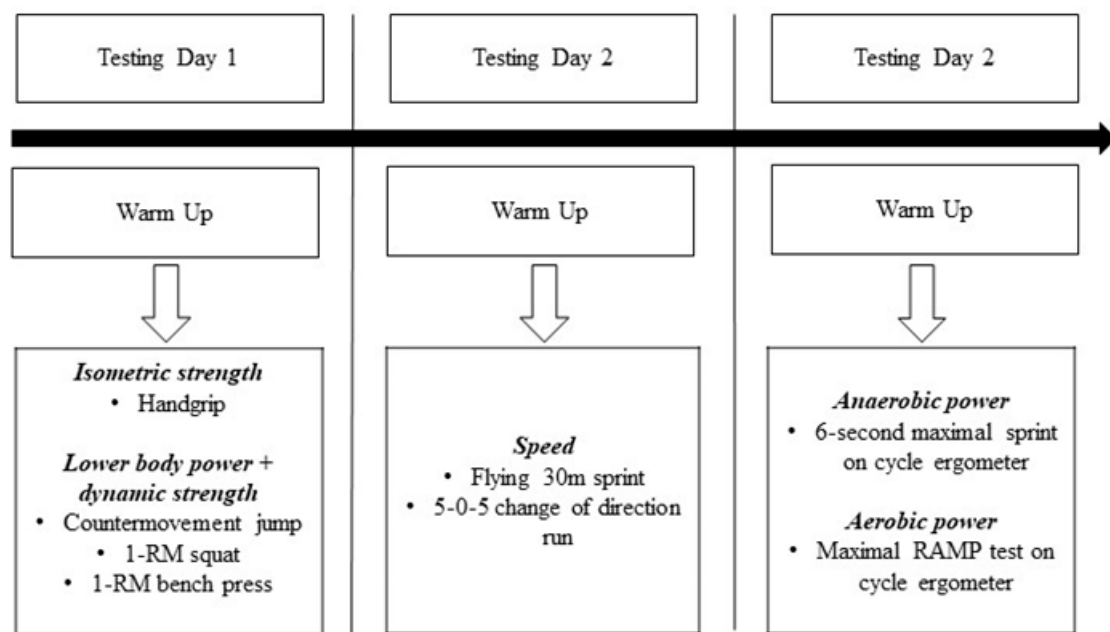 Testing Day 1
Testing Day 2
Testing Day 2
Warm Up
Warm Up
Warm Up
Isometric strength
• Handgrip
Lower body power +
dynamic strength
• Countermovement jump
• 1-RM squat
• 1-RM bench press
Speed
• Flying 30m sprint
• 5-0-5 change of direction
run
Anaerobic power
• 6-second maximal sprint
on cycle ergometer
Aerobic power
• Maximal RAMP test on
cycle ergometer